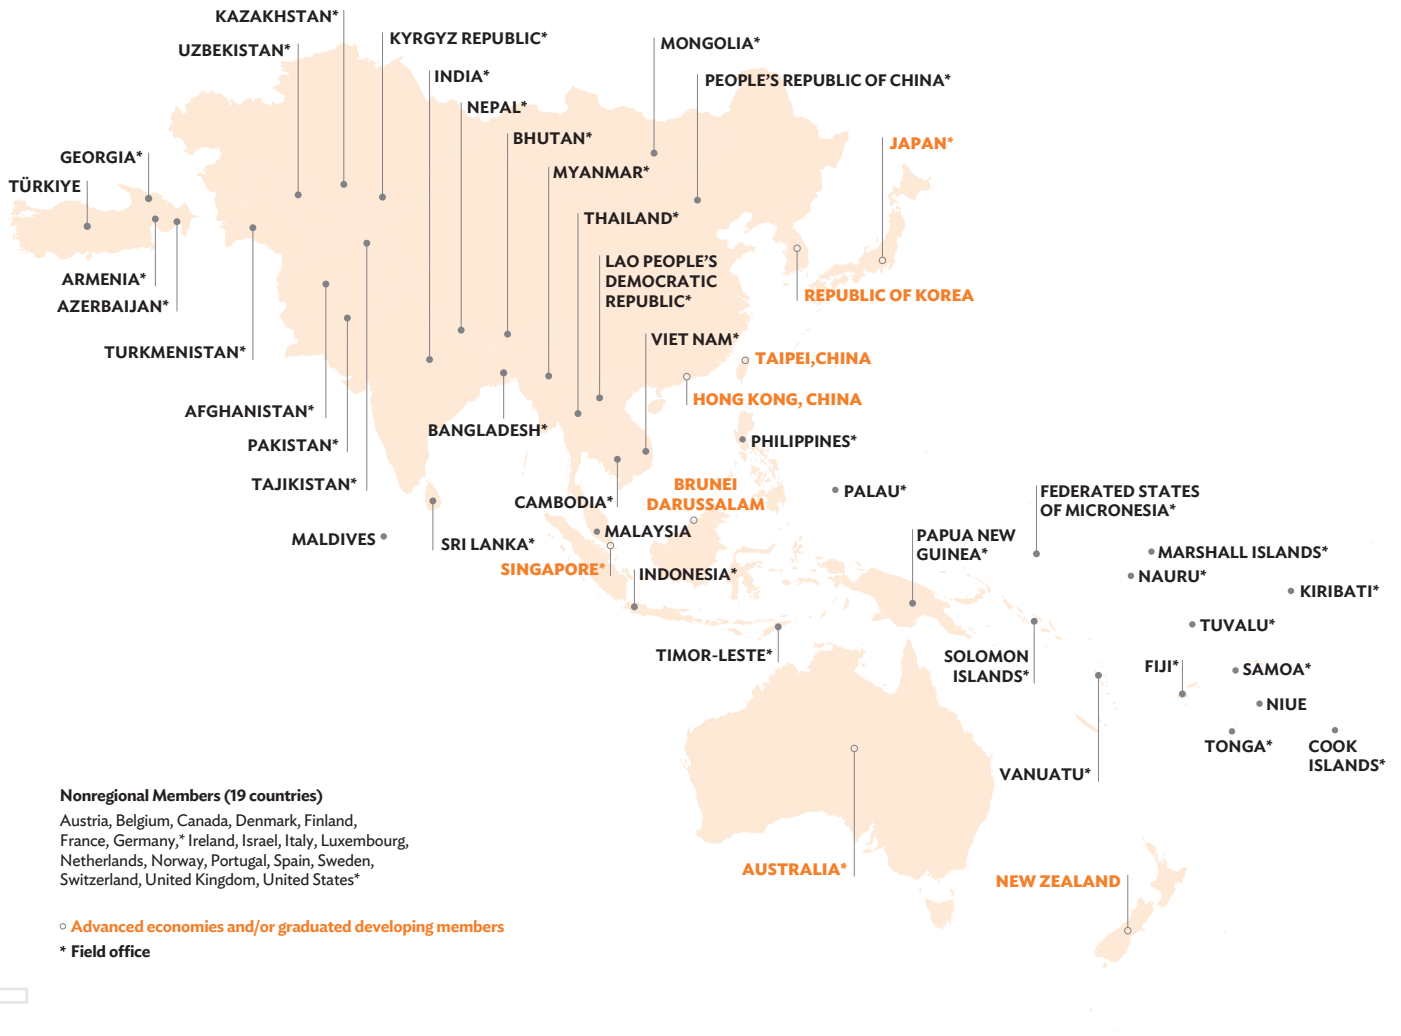 KAZAKHSTAN*
UZBEKISTAN*
KYRGYZ REPUBLIC*
MONGOLIA*
INDIA*
PEOPLE'S REPUBLIC OF CHINA*
NEPAL*
BHUTAN*
JAPAN*
GEORGIA*
MYANMAR*
TÜRKIYE
THAILAND*
LAO PEOPLE'S
DEMOCRATIC
REPUBLIC*
ARMENIA*
REPUBLIC OF KOREA
AZERBAIJAN*
VIET NAM*
TURKMENISTAN*
TAIPEI,CHINA
HONG KONG, CHINA
AFGHANISTAN*
BANGLADESH*
PAKISTAN*
PHILIPPINES*
TAJIKISTAN*
BRUNEI
DARUSSALAM
PALAU*
FEDERATED STATES
OF MICRONESIA*
CAMBODIA*
MALDIVES
SRI LANKA*
MALAYSIA
PAPUA NEW
GUINEA*
MARSHALL ISLANDS*
SINGAPORE*
INDONESIA*
NAURU*
KIRIBATI*
TUVALU*
TIMOR-LESTE*
SOLOMON
ISLANDS*
FIJI*
SAMOA*
NIUE
TONGA*
COOK
ISLANDS*
VANUATU*
AUSTRALIA*
NEW ZEALAND
Nonregional Members (19 countries)
Austria, Belgium, Canada, Denmark, Finland,
France, Germany,* Ireland, Israel, Italy, Luxembourg,
Netherlands, Norway, Portugal, Spain, Sweden,
Switzerland, United Kingdom, United States*
Advanced economies and/or graduated developing members
* Field office